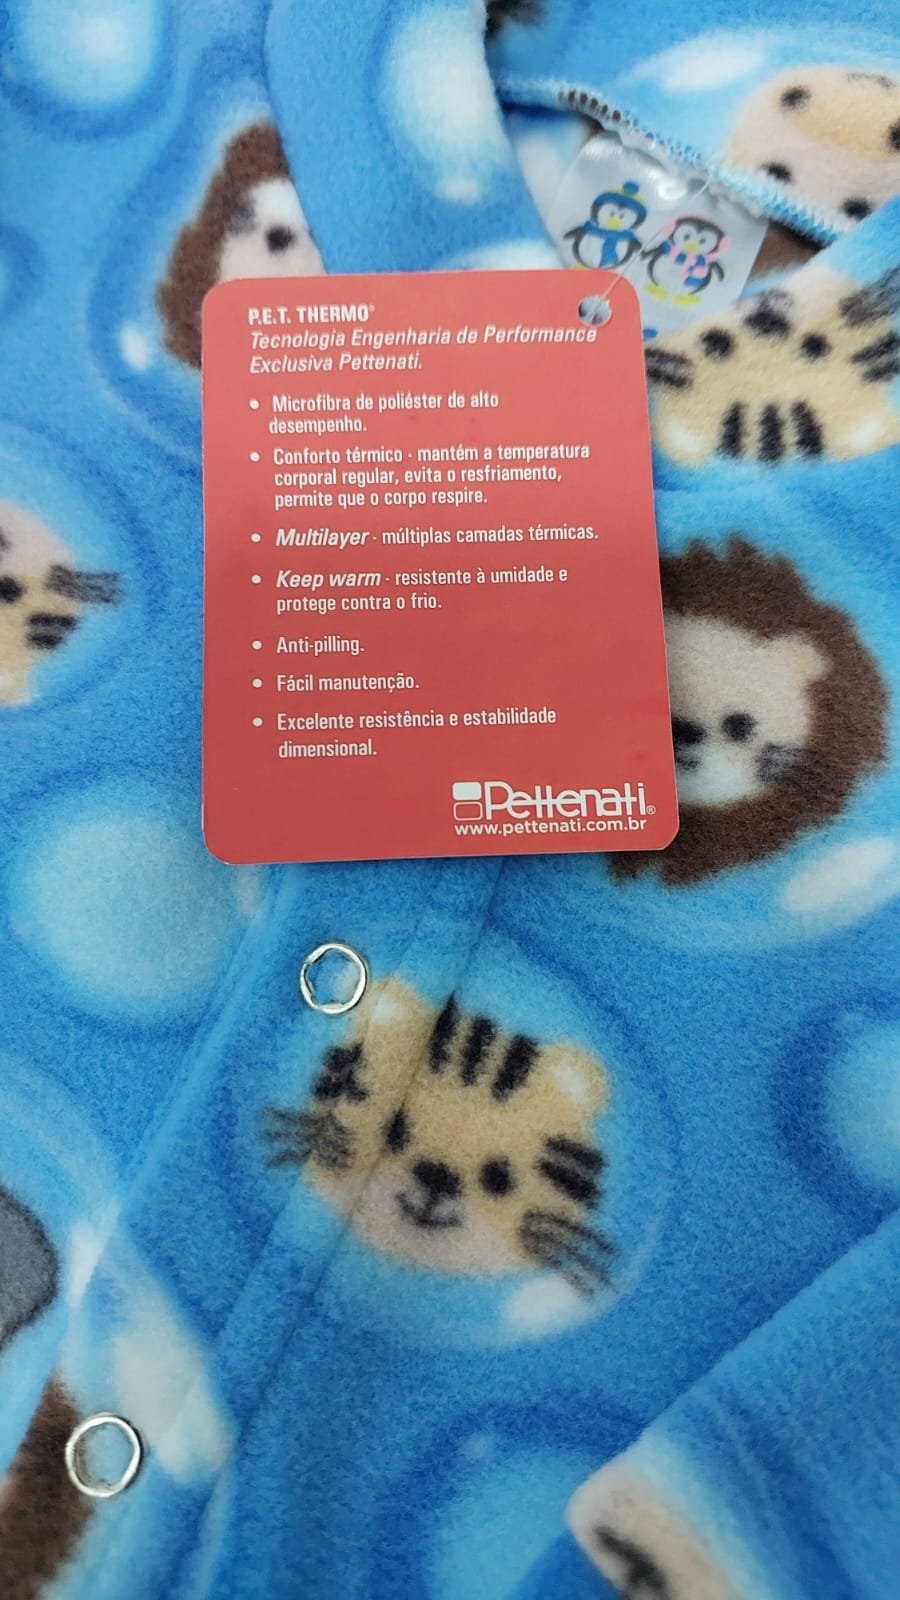 P.E.T. THERMO®
Tecnologia Engenharia de Performance
Exclusiva Pettenati.
• Microfibra de poliéster de alto
desempenho.
• Conforto térmico - mantém a temperatura
corporal regular, evita o resfriamento,
permite que o corpo respire.
• Multilayer - múltiplas camadas térmicas.
• Keep warm - resistente à umidade e
protege contra o frio.
• Anti-pilling.
• Fácil manutenção.
• Excelente resistência e estabilidade
dimensional.
Pettenati®
www.pettenati.com.br